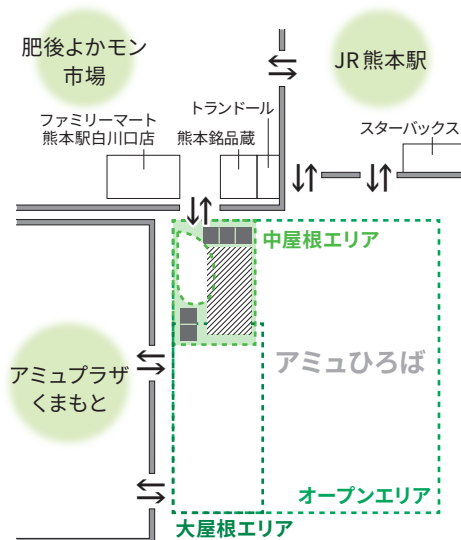 肥後よかモン
市場
JR熊本駅
トランドール
ファミリーマート
熊本駅白川口店
熊本銘品蔵
スターバックス
中屋根エリア
アミュひろば
アミュプラザ
くまもと
オープンエリア
大屋根エリア